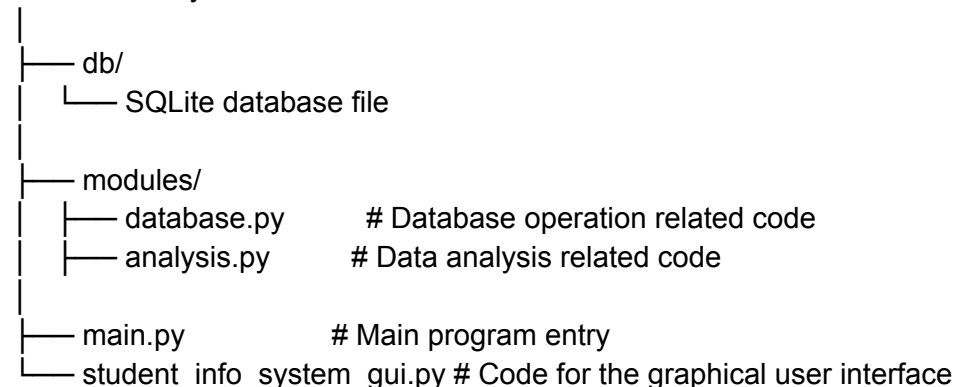 │
├── db/
│ └── SQLite database file
│
├── modules/
│ ├── database.py # Database operation related code
│ ├── analysis.py # Data analysis related code
│
├── main.py # Main program entry
└── student_info_system_gui.py # Code for the graphical user interface